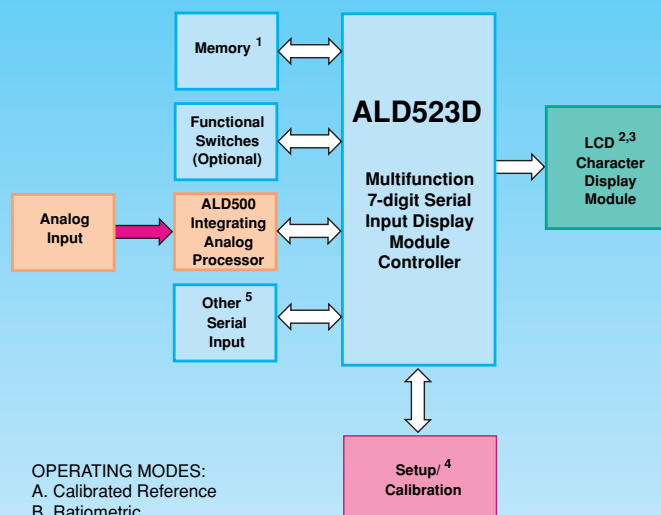 Memory 1
Functional
Switches
(Optional)
Analog
Input
ALD500
Integrating
Analog
Processor
Other 5
Serial
Input
ALD523D
Multifunction
7-digit Serial
Input Display
Module
Controller
LCD 2,3
Character
Display
Module
Setup/ 4
Calibration
OPERATING MODES:
A. Calibrated Reference
B. Ratiometric